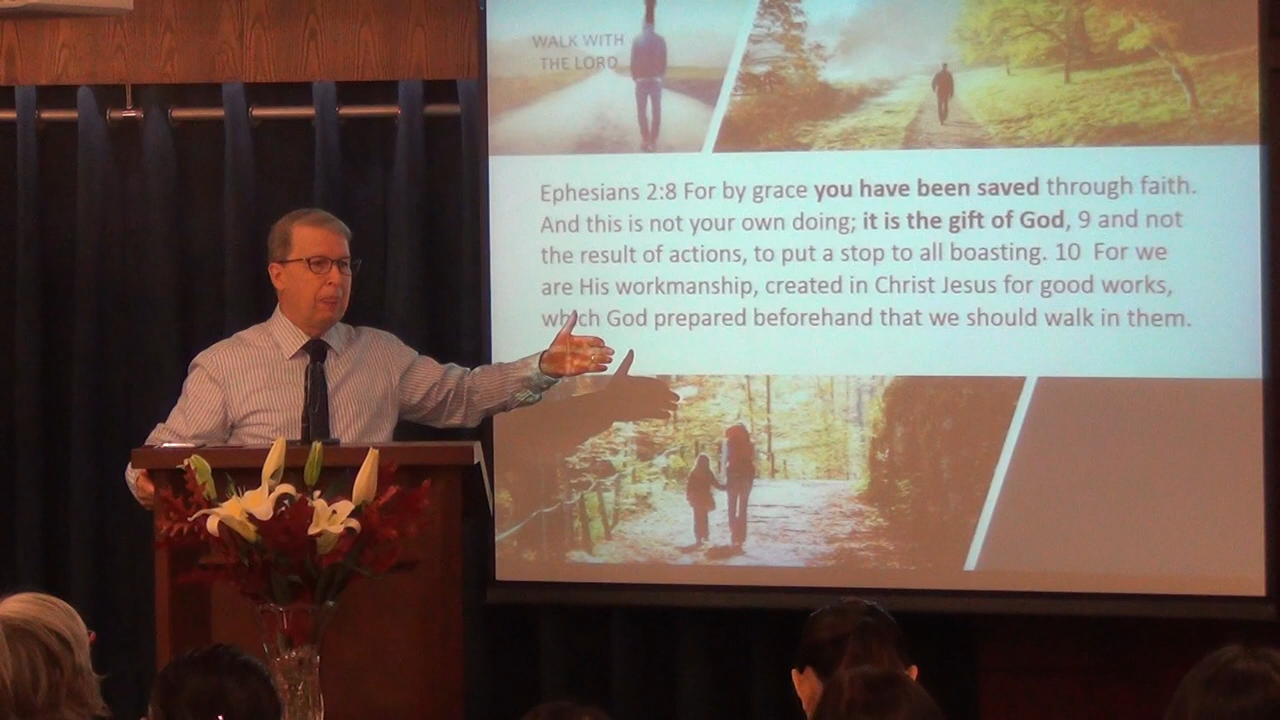 WALK WITH
THE LORD
Ephesians 2:8 For by grace you have been saved through faith.
And this is not your own doing; it is the gift of God, 9 and not
the result of actions, to put a stop to all boasting. 10 For we
are His workmanship, created in Christ Jesus for good works,
which God prepared beforehand that we should walk in them.